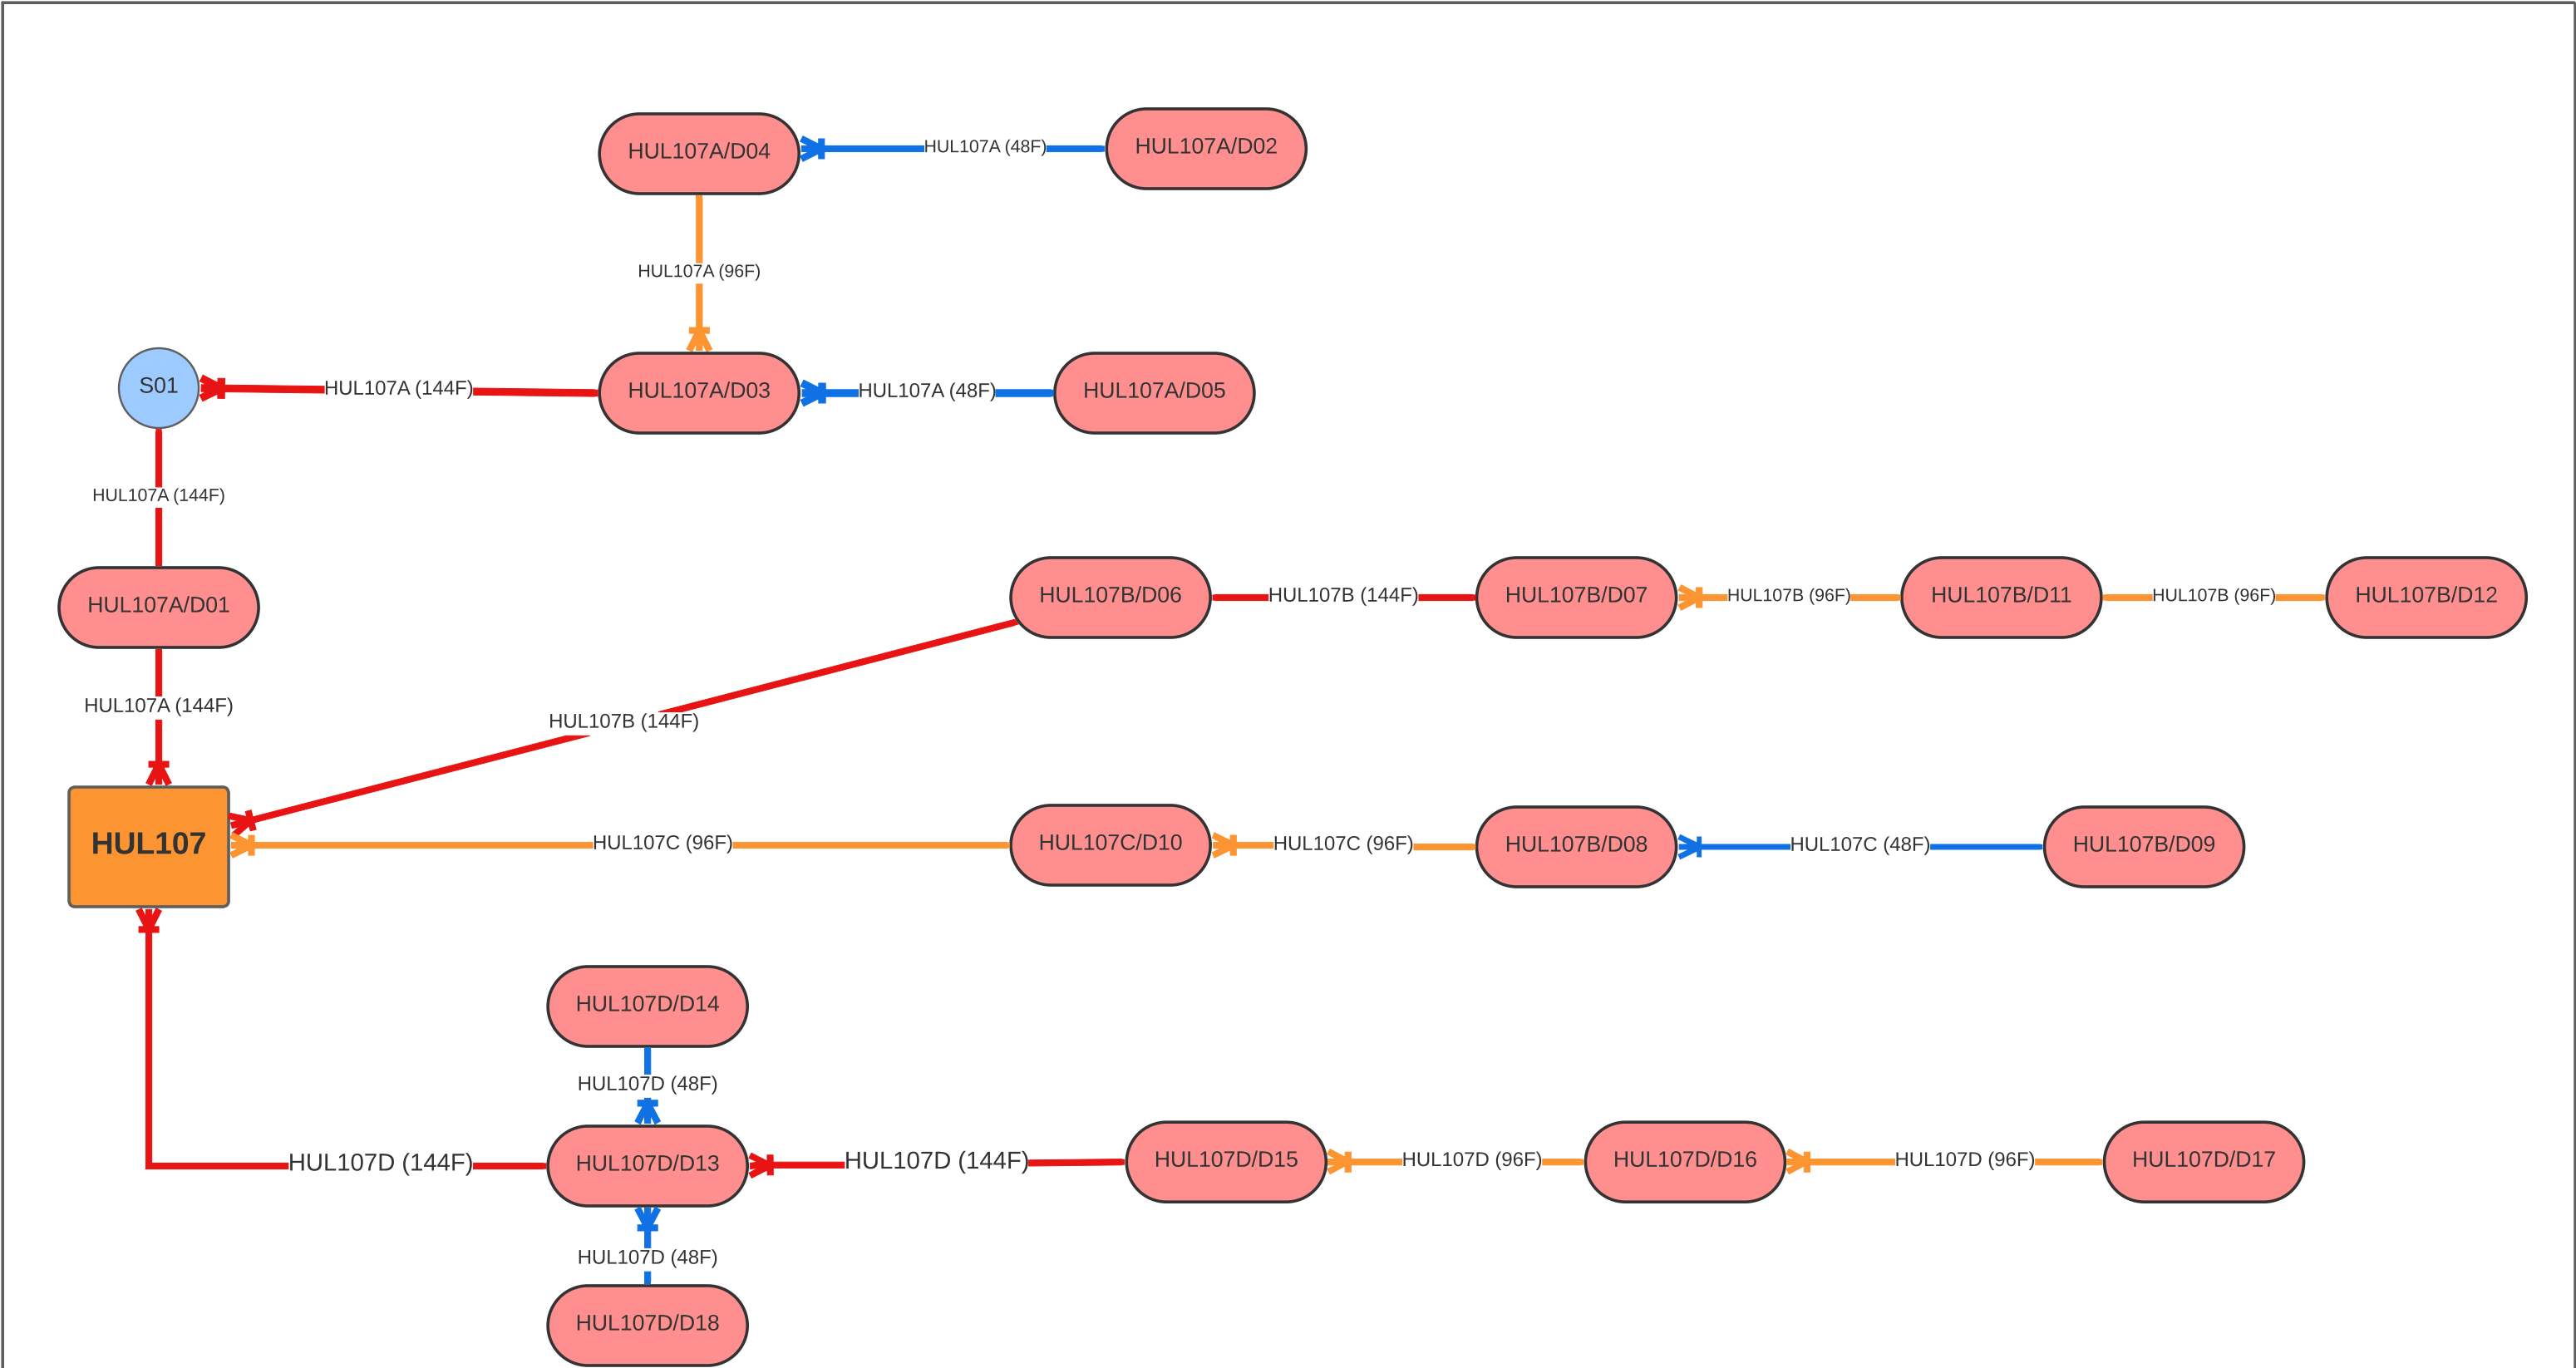 HUL107A/D04
HUL107A (48F)
HUL107A/D02
HUL107A (96F)
S01
HUL107A (144F)
HUL107A/D03
HUL107A (48F)
HUL107A/D05
HUL107A (144F)
HUL107A/D01
HUL107B/D06
HUL107B (144F)
HUL107B/D07
HUL107B (96F)
HUL107B/D11
HUL107B (96F)
HUL107B/D12
HUL107A (144F)
HUL107B (144F)
HUL107
HUL107C (96F)
HUL107C/D10
HUL107C (96F)
HUL107B/D08
HUL107C (48F)
HUL107B/D09
HUL107D/D14
HUL107D (48F)
HUL107D (144F)
HUL107D/D13
HUL107D (144F)
HUL107D/D15
HUL107D (96F)
HUL107D/D16
HUL107D (96F)
HUL107D/D17
HUL107D (48F)
HUL107D/D18